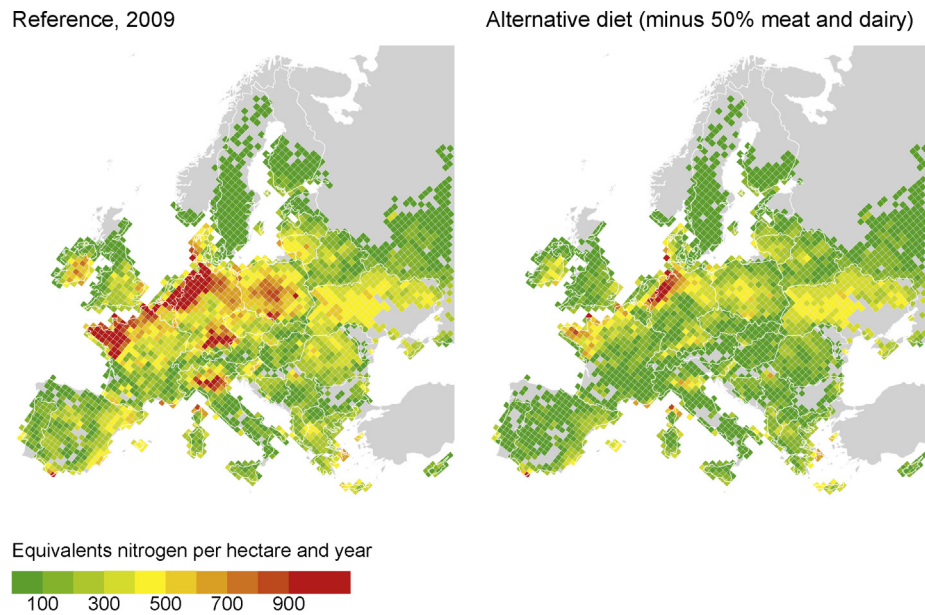 Reference, 2009
Alternative diet (minus 50% meat and dairy)
Equivalents nitrogen per hectare and year
100 300 500 700 900